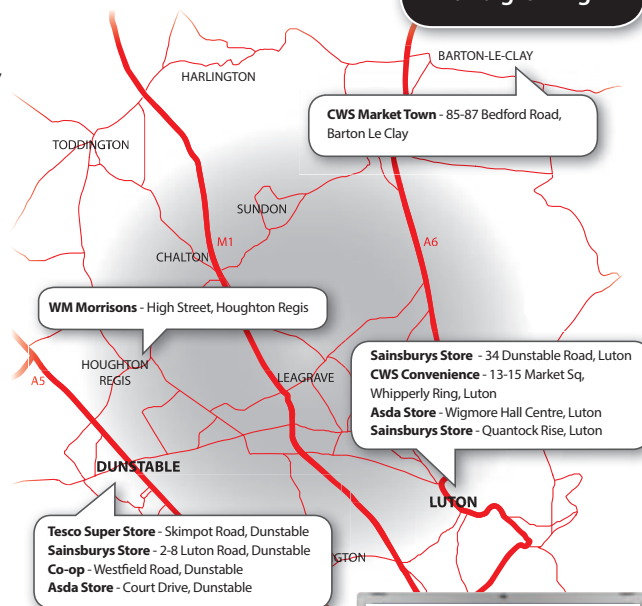 BARTON-LE-CLAY
HARLINGTON
CWS Market Town - 85-87 Bedford Road,
Barton Le Clay
TODDINGTON
SUNDON
M1
A6
CHALTON
WM Morrisons - High Street, Houghton Regis
Sainsburys Store - 34 Dunstable Road, Luton
CWS Convenience - 13-15 Market Sq,
Whipperly Ring, Luton
Asda Store - Wigmore Hall Centre, Luton
Sainsburys Store - Quantock Rise, Luton
HOUGHTON
REGIS
A5
LEAGRAVE
DUNSTABLE
LUTON
Tesco Super Store - Skimpot Road, Dunstable
Sainsburys Store - 2-8 Luton Road, Dunstable
Co-op - Westfield Road, Dunstable
Asda Store - Court Drive, Dunstable